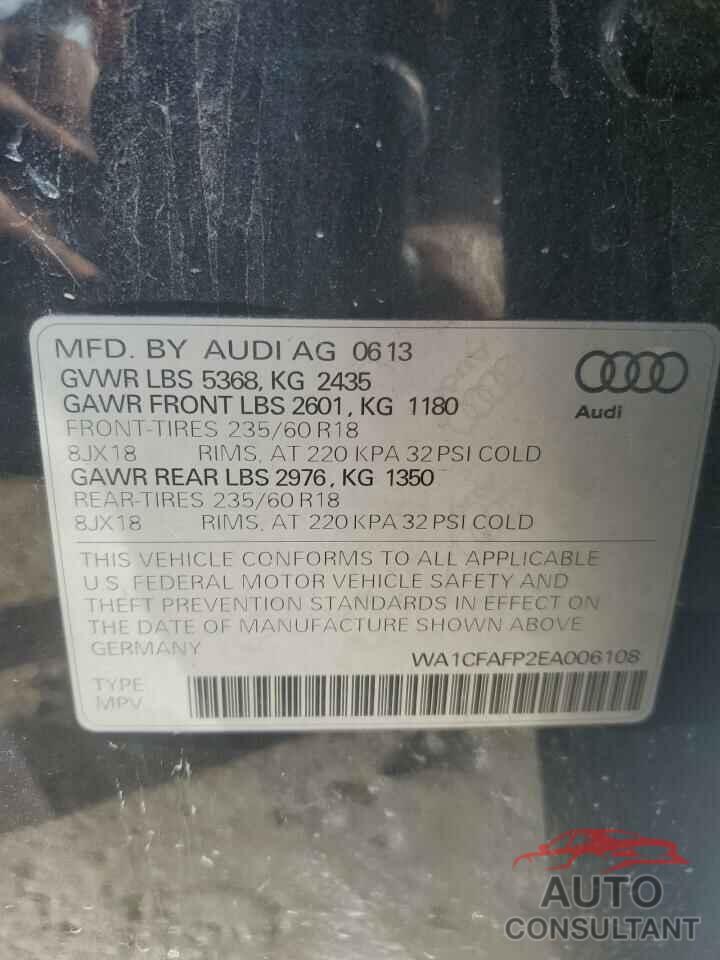 MFD. BY AUDI AG 0613
GVWR LBS 5368, KG 2435
GAWR FRONT LBS 2601, KG 1180
FRONT-TIRES 235/60 R18
8JX18 RIMS, AT 220 KPA 32 PSI COLD
GAWR REAR LBS 2976, KG 1350
REAR-TIRES 235/60 R18
8JX18 RIMS, AT 220 KPA 32 PSI COLD
Audi
THIS VEHICLE CONFORMS TO ALL APPLICABLE
U.S. FEDERAL MOTOR VEHICLE SAFETY AND
THEFT PREVENTION STANDARDS IN EFFECT ON
THE DATE OF MANUFACTURE SHOWN ABOVE
GERMANY
WA1CFAFP2EA006108
TYPE
MPV
AUTO
CONSULTANT